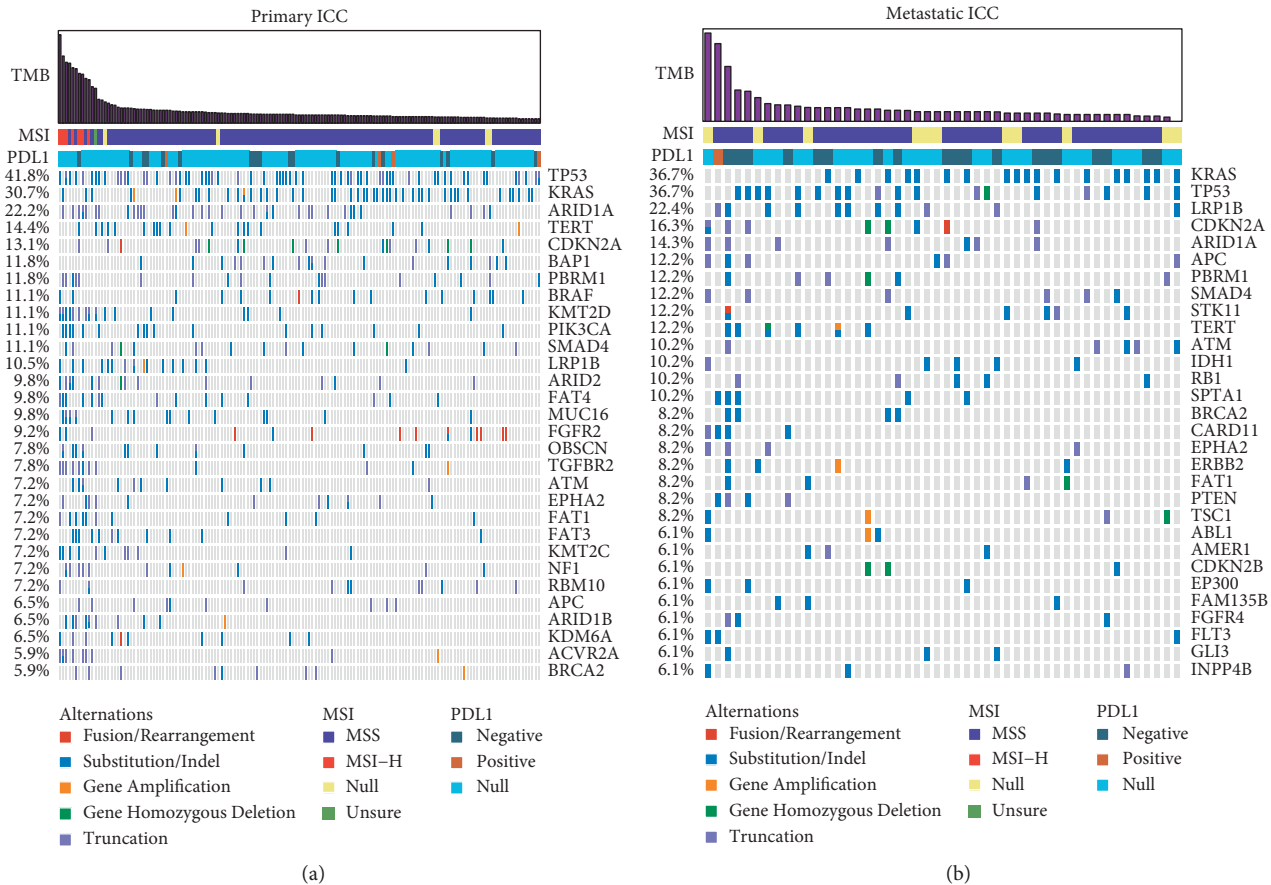 Primary ICC
TMB
MSI
PDL1
41.8% TP53
30.7% KRAS
22.2% ARID1A
14.4% TERT
13.1% CDKN2A
11.8% BAP1
11.8% PBRM1
11.1% BRAF
11.1% KMT2D
11.1% PIK3CA
11.1% SMAD4
10.5% LRP1B
9.8% ARID2
9.8% FAT4
9.8% MUC16
9.2% FGFR2
7.8% OBSCN
7.8% TGFBR2
7.2% ATM
7.2% EPHA2
7.2% FAT1
7.2% FAT3
7.2% KMT2C
7.2% NF1
7.2% RBM10
6.5% APC
6.5% ARID1B
6.5% KDM6A
5.9% ACVR2A
5.9% BRCA2
Alternations
Fusion/Rearrangement
Substitution/Indel
Gene Amplification
Gene Homozygous Deletion
Truncation
MSI
MSS
MSI−H
Null
Unsure
PDL1
Negative
Positive
Null
(a)
Metastatic ICC
TMB
MSI
PDL1
36.7% KRAS
36.7% TP53
22.4% LRP1B
16.3% CDKN2A
14.3% ARID1A
12.2% APC
12.2% PBRM1
12.2% SMAD4
12.2% STK11
12.2% TERT
10.2% ATM
10.2% IDH1
10.2% RB1
10.2% SPTA1
8.2% BRCA2
8.2% CARD11
8.2% EPHA2
8.2% ERBB2
8.2% FAT1
8.2% PTEN
8.2% TSC1
6.1% ABL1
6.1% AMER1
6.1% CDKN2B
6.1% EP300
6.1% FAM135B
6.1% FGFR4
6.1% FLT3
6.1% GLI3
6.1% INPP4B
Alternations
Fusion/Rearrangement
Substitution/Indel
Gene Amplification
Gene Homozygous Deletion
Truncation
MSI
MSS
MSI−H
Null
Unsure
PDL1
Negative
Positive
Null
(b)